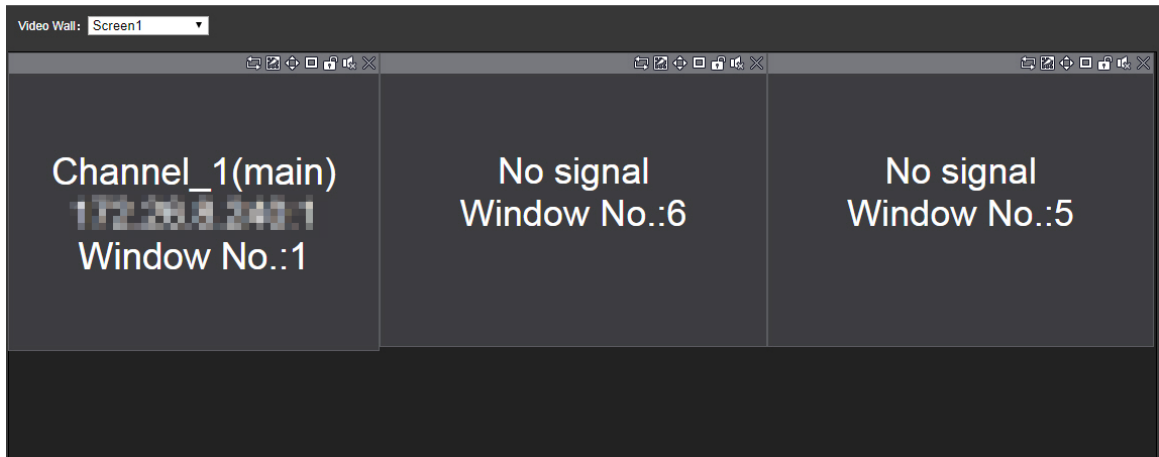 Video Wall: Screen1
Channel_1(main)
Window No.:1
No signal
Window No.:6
No signal
Window No.:5